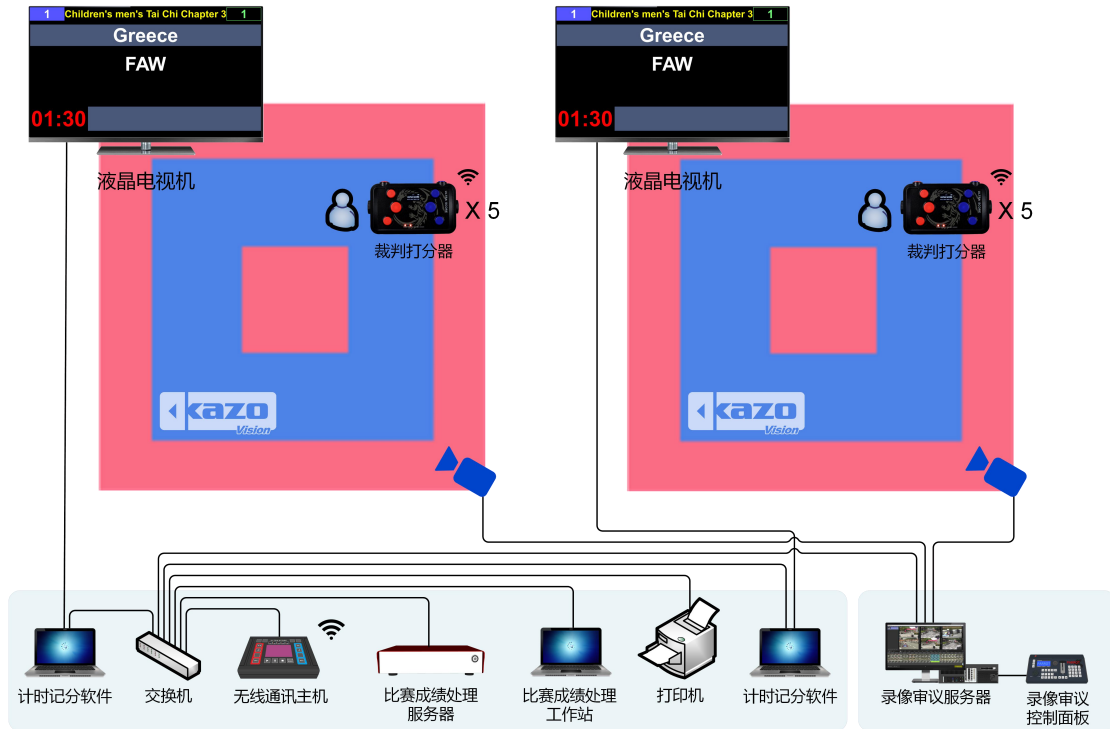 1 Children's men's Tai Chi Chapter 3 1
Greece
FAW
01:30
液晶电视机
X 5
裁判打分器
kazo
Vision
1 Children's men's Tai Chi Chapter 3 1
Greece
FAW
01:30
液晶电视机
X 5
裁判打分器
kazo
Vision
计时记分软件
交换机
无线通讯主机
比赛成绩处理
服务器
比赛成绩处理
工作站
打印机
计时记分软件
录像审议服务器
录像审议
控制面板